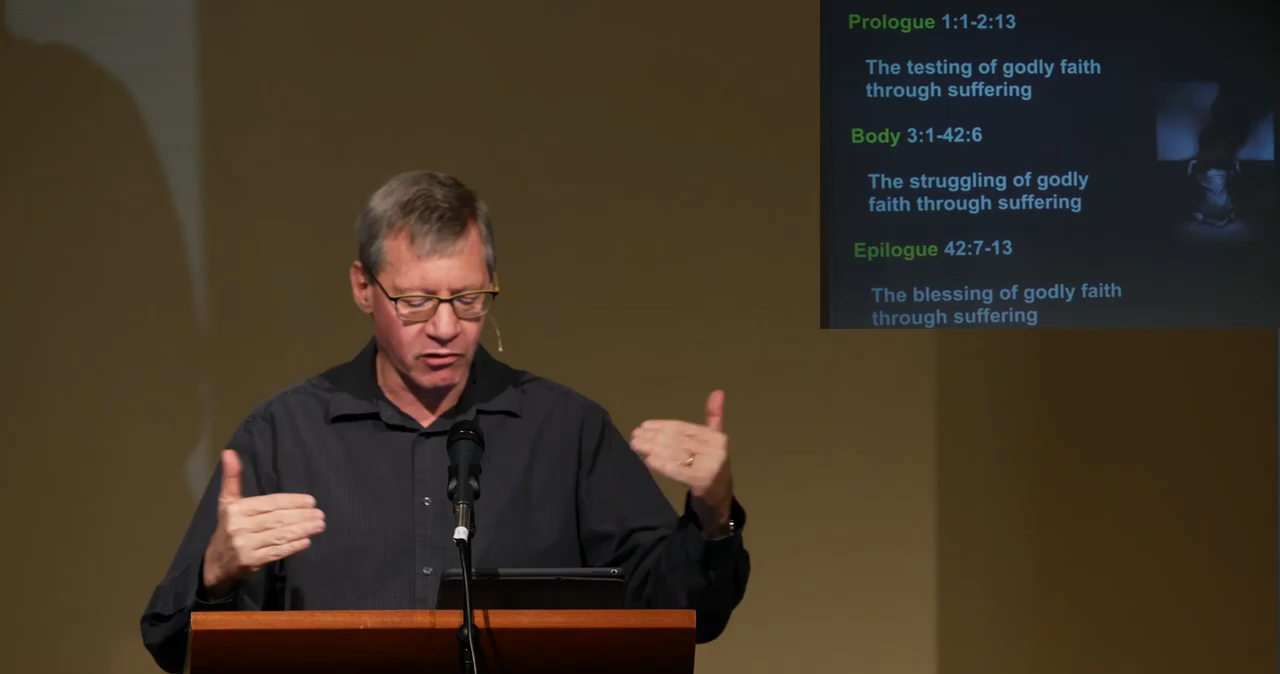 Prologue 1:1-2:13
The testing of godly faith
through suffering
Body 3:1-42:6
The struggling of godly
faith through suffering
Epilogue 42:7-13
The blessing of godly faith
through suffering